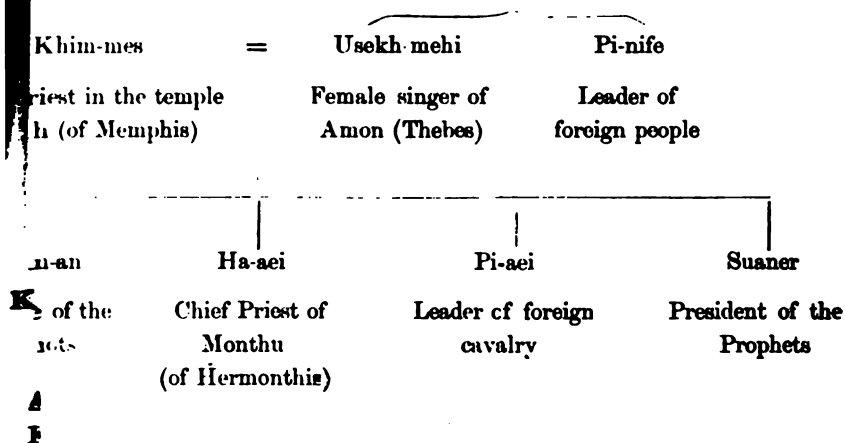 Khim-mes = Usekh-mehi Pi-nife
in the temple Female singer of Leader of
(of Memphis) Amon (Thebes) foreign people
Ha-aei Pi-aei Suaner
of the Chief Priest of Leader of foreign President of the
Monthu cavalry Prophets
(of Hermonthis)